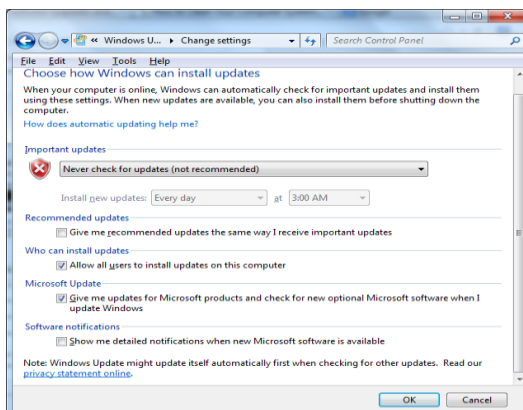 Windows U... Change settings Search Control Panel
File Edit View Tools Help
Choose how Windows can install updates
When your computer is online, Windows can automatically check for important updates and install them
using these settings. When new updates are available, you can also install them before shutting down the
computer.
How does automatic updating help me?
Important updates
Never check for updates (not recommended)
Install new updates: Every day at 3:00 AM
Recommended updates
Give me recommended updates the same way I receive important updates
Who can install updates
Allow all users to install updates on this computer
Microsoft Update
Give me updates for Microsoft products and check for new optional Microsoft software when I
update Windows
Software notifications
Show me detailed notifications when new Microsoft software is available
Note: Windows Update might update itself automatically first when checking for other updates. Read our
privacy statement online.
OK Cancel